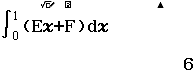 √▱ D ▲
∫₀¹(Ex+F)dx
6